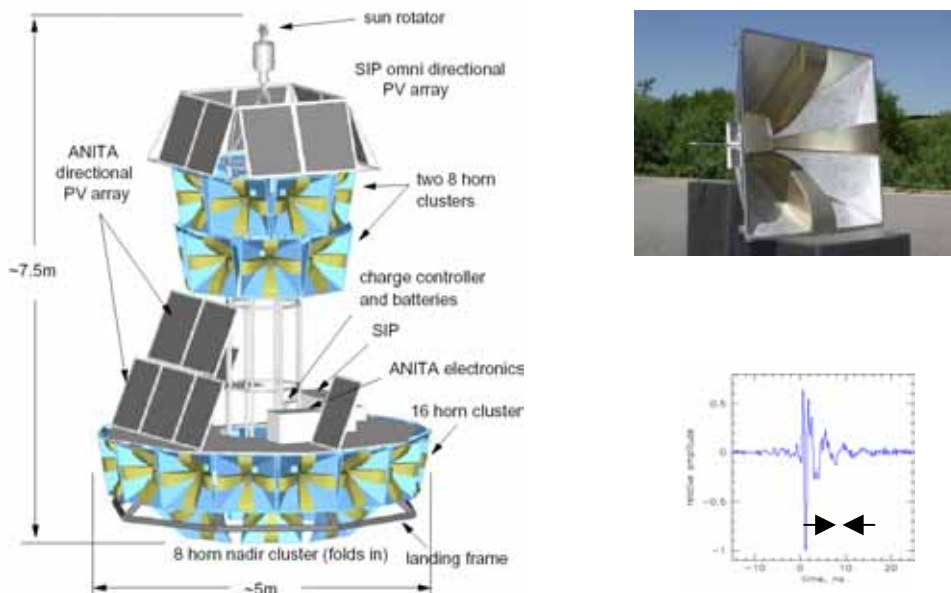 sun rotator
SIP omni directional
PV array
ANITA
directional
PV array
two 8 horn
clusters
~7.5m
charge controller
and batteries
SIP
ANITA electronics
16 horn cluster
8 horn nadir cluster (folds in)
landing frame
~5m
0.5
0
−0.5
−1
relative amplitude
−10
0
10
20
time, ns